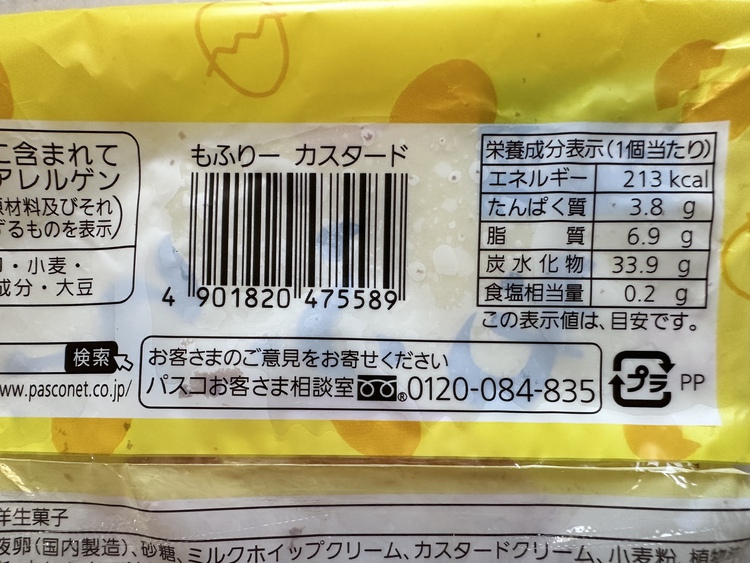 に含まれて
アレルゲン
原材料及びそれ
するものを表示)
・小麦・
成分・大豆
検索
www.pasconet.co.jp/
もふりー カスタード
4 901820 475589
栄養成分表示(1個当たり)
エネルギー 213 kcal
たんぱく質 3.8 g
脂 質 6.9 g
炭水化物 33.9 g
食塩相当量 0.2 g
この表示値は、目安です。
お客さまのご意見をお寄せください
パスコお客さま相談室 ® 0120-084-835
プラ PP
洋生菓子
液卵(国内製造)、砂糖、ミルクホイップクリーム、カスタードクリーム、小麦粉、植物